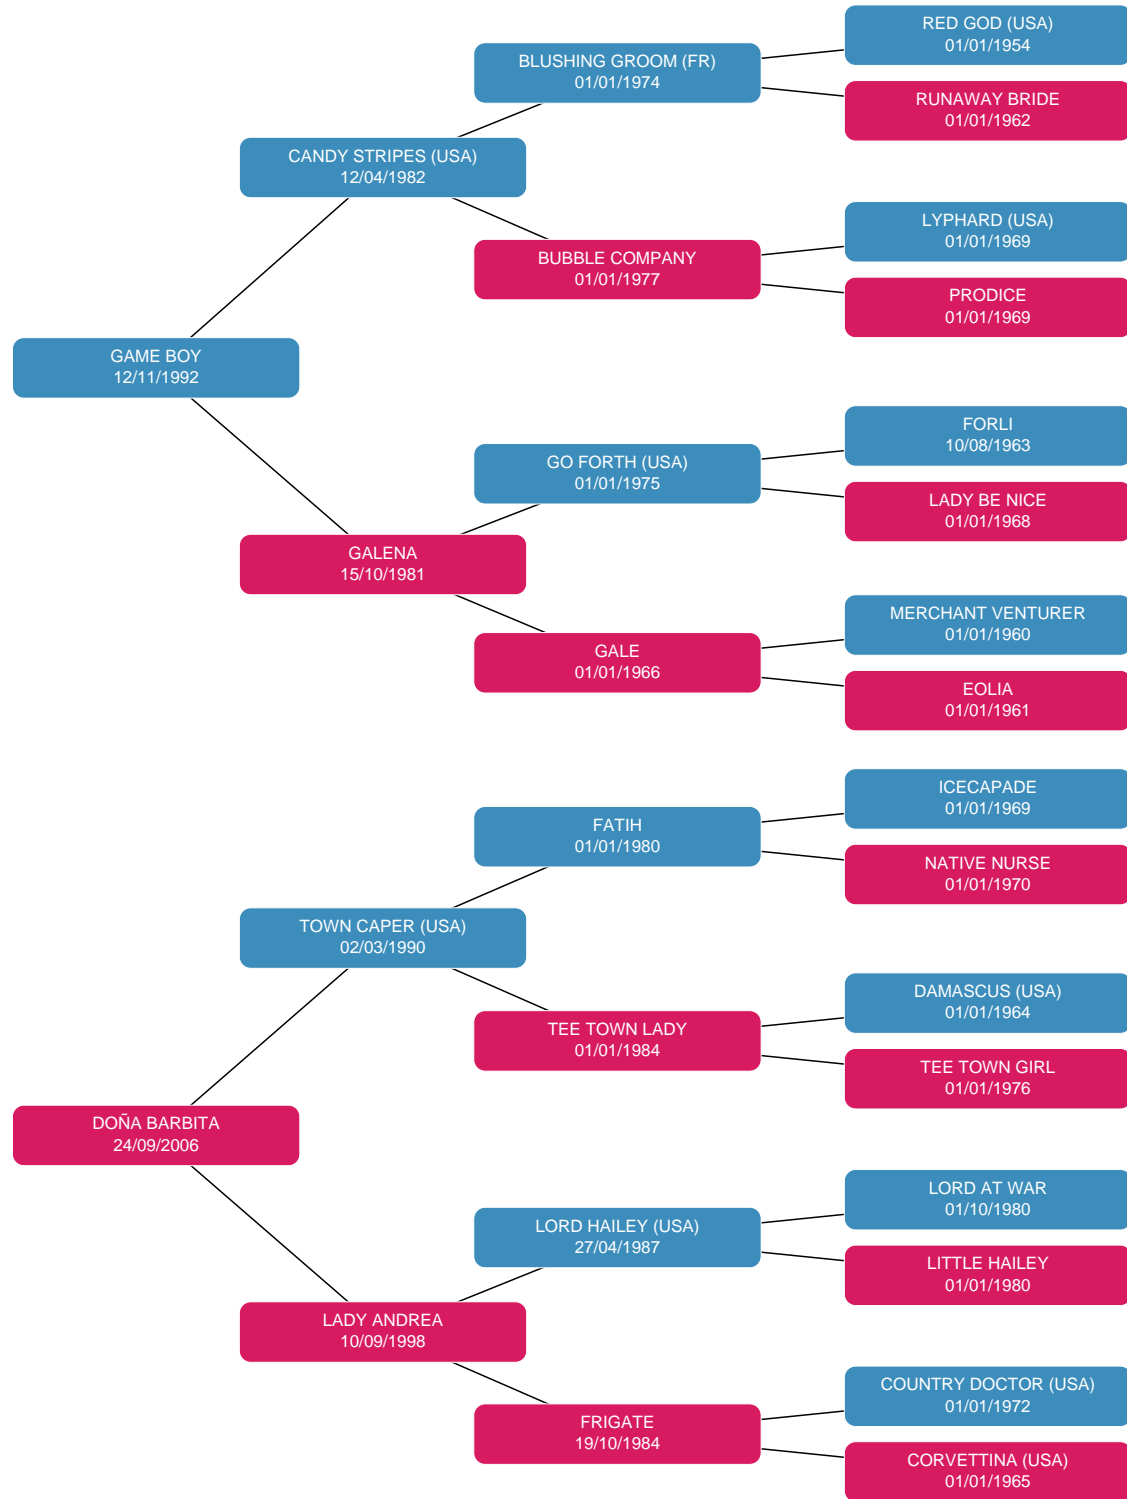 RED GOD (USA)
01/01/1954
BLUSHING GROOM (FR)
01/01/1974
RUNAWAY BRIDE
01/01/1962
CANDY STRIPES (USA)
12/04/1982
LYPHARD (USA)
01/01/1969
BUBBLE COMPANY
01/01/1977
PRODICE
01/01/1969
GAME BOY
12/11/1992
FORLI
10/08/1963
GO FORTH (USA)
01/01/1975
LADY BE NICE
01/01/1968
GALENA
15/10/1981
MERCHANT VENTURER
01/01/1960
GALE
01/01/1966
EOLIA
01/01/1961
ICECAPADE
01/01/1969
FATIH
01/01/1980
NATIVE NURSE
01/01/1970
TOWN CAPER (USA)
02/03/1990
DAMASCUS (USA)
01/01/1964
TEE TOWN LADY
01/01/1984
TEE TOWN GIRL
01/01/1976
DOÑA BARBITA
24/09/2006
LORD AT WAR
01/10/1980
LORD HAILEY (USA)
27/04/1987
LITTLE HAILEY
01/01/1980
LADY ANDREA
10/09/1998
COUNTRY DOCTOR (USA)
01/01/1972
FRIGATE
19/10/1984
CORVETTINA (USA)
01/01/1965